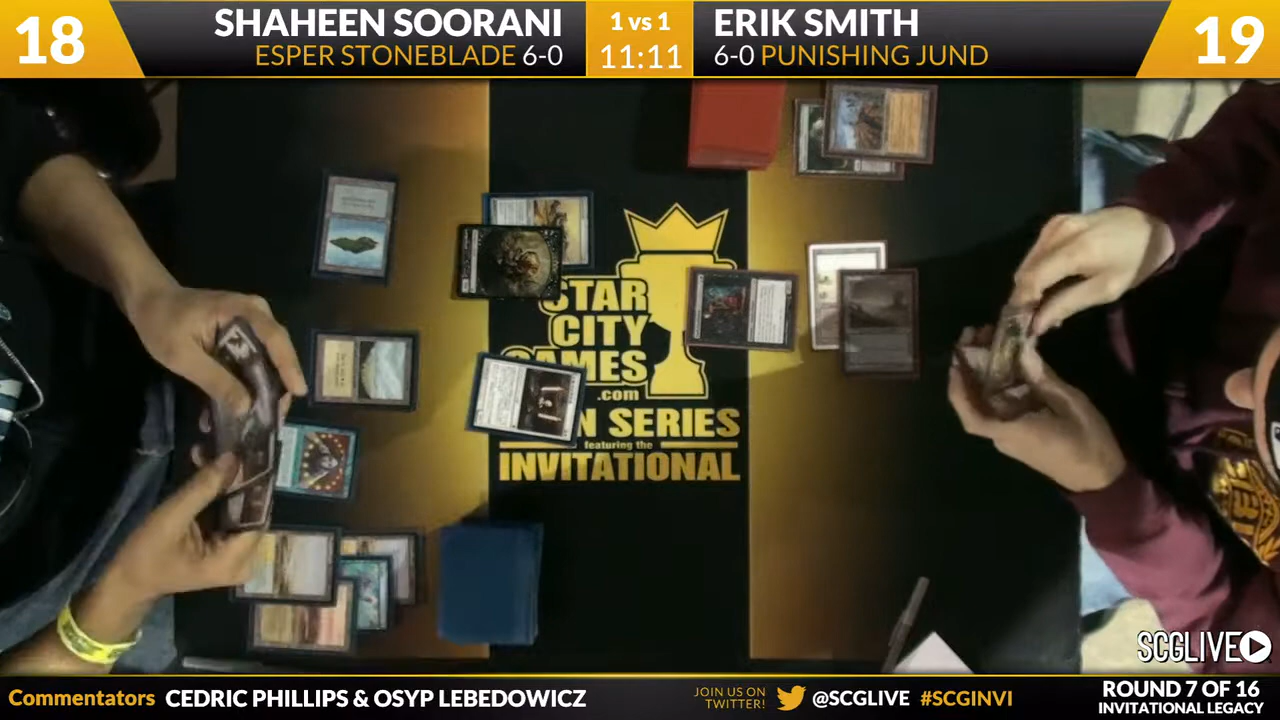 18
SHAHEEN SOORANI
ESPER STONEBLADE 6-0
1 vs 1
11:11
ERIK SMITH
6-0 PUNISHING JUND
19
STAR
CITY
GAMES
.com
N SERIES
featuring the
INVITATIONAL
SCGLIVE
Commentators CEDRIC PHILLIPS & OSYP LEBEDOWICZ
JOIN US ON
TWITTER!
@SCGLIVE #SCGINVI
ROUND 7 OF 16
INVITATIONAL LEGACY